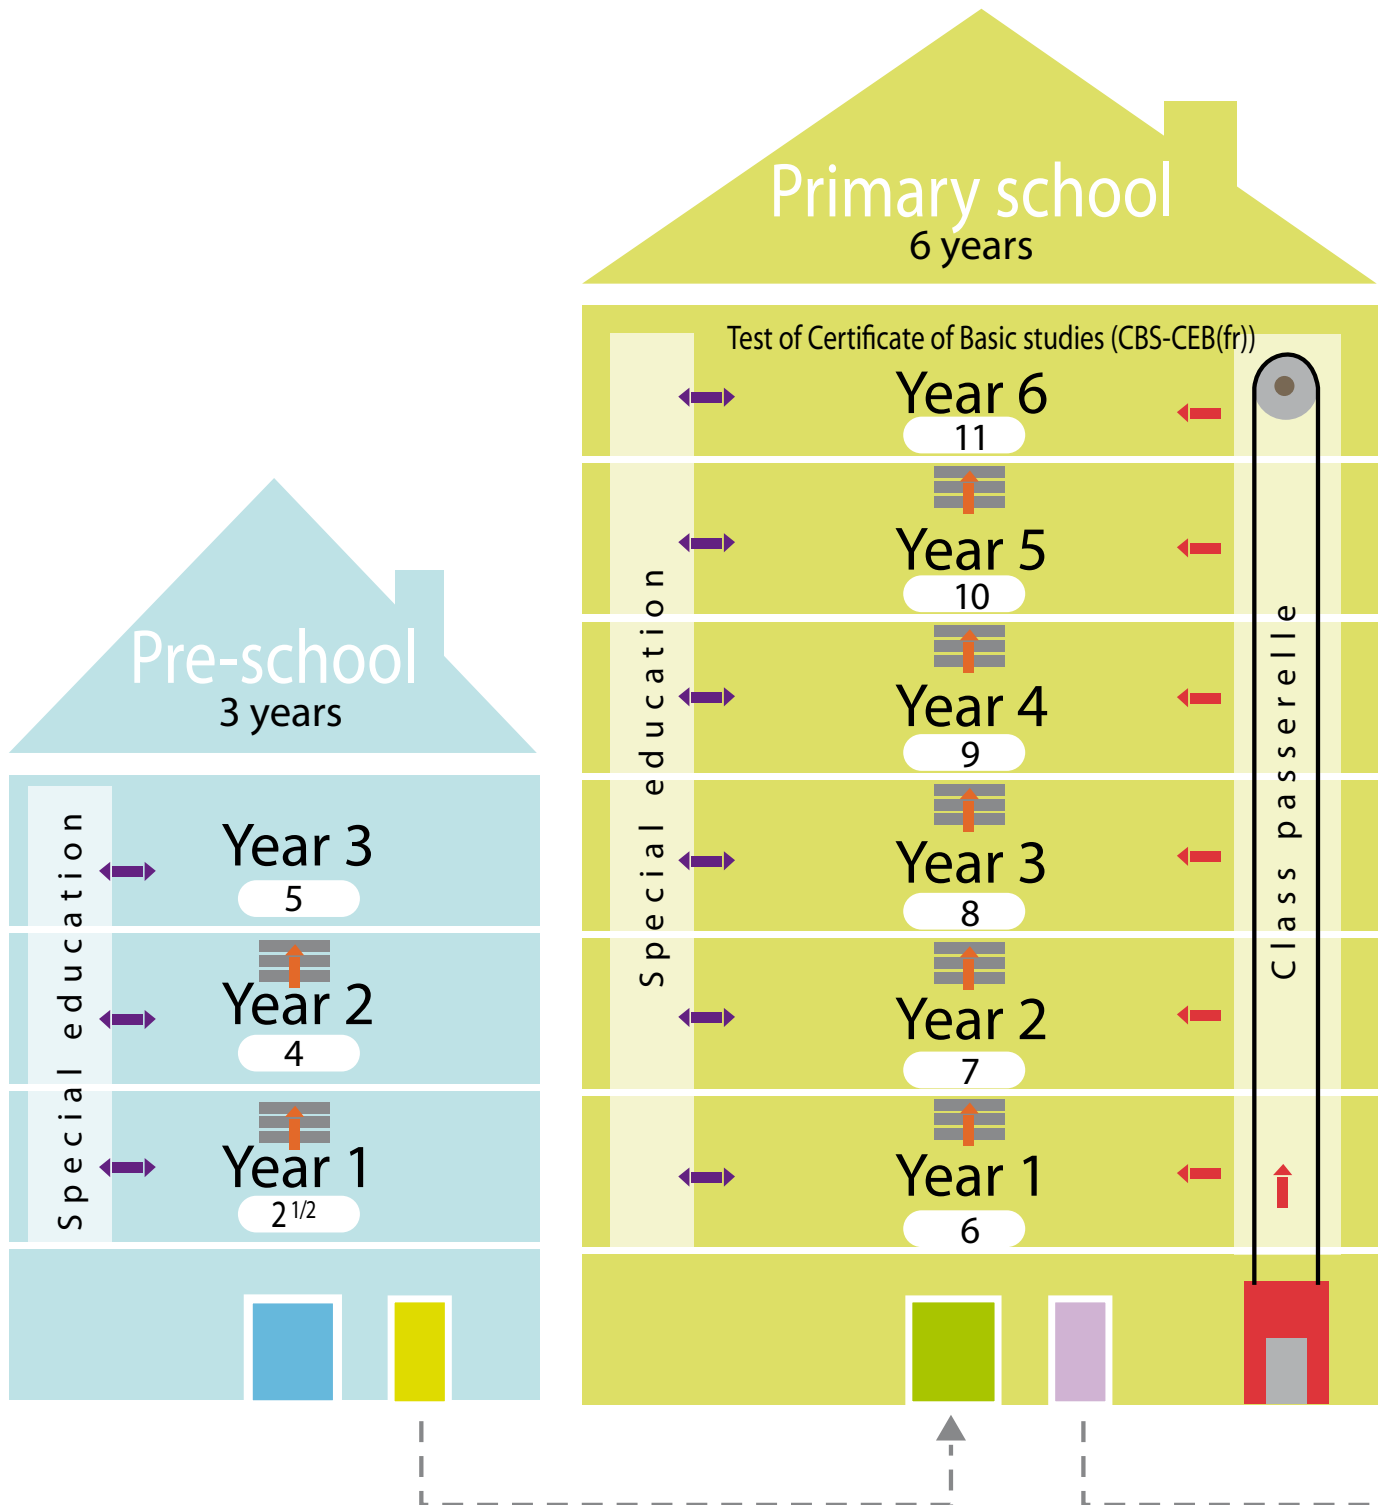 Pre-school
3 years
Special education
Year 3
5
Year 2
4
Year 1
2 1/2
Primary school
6 years
Test of Certificate of Basic studies (CBS-CEB(fr))
Special education
Year 6
11
Year 5
10
Year 4
9
Year 3
8
Year 2
7
Year 1
6
Class passerelle